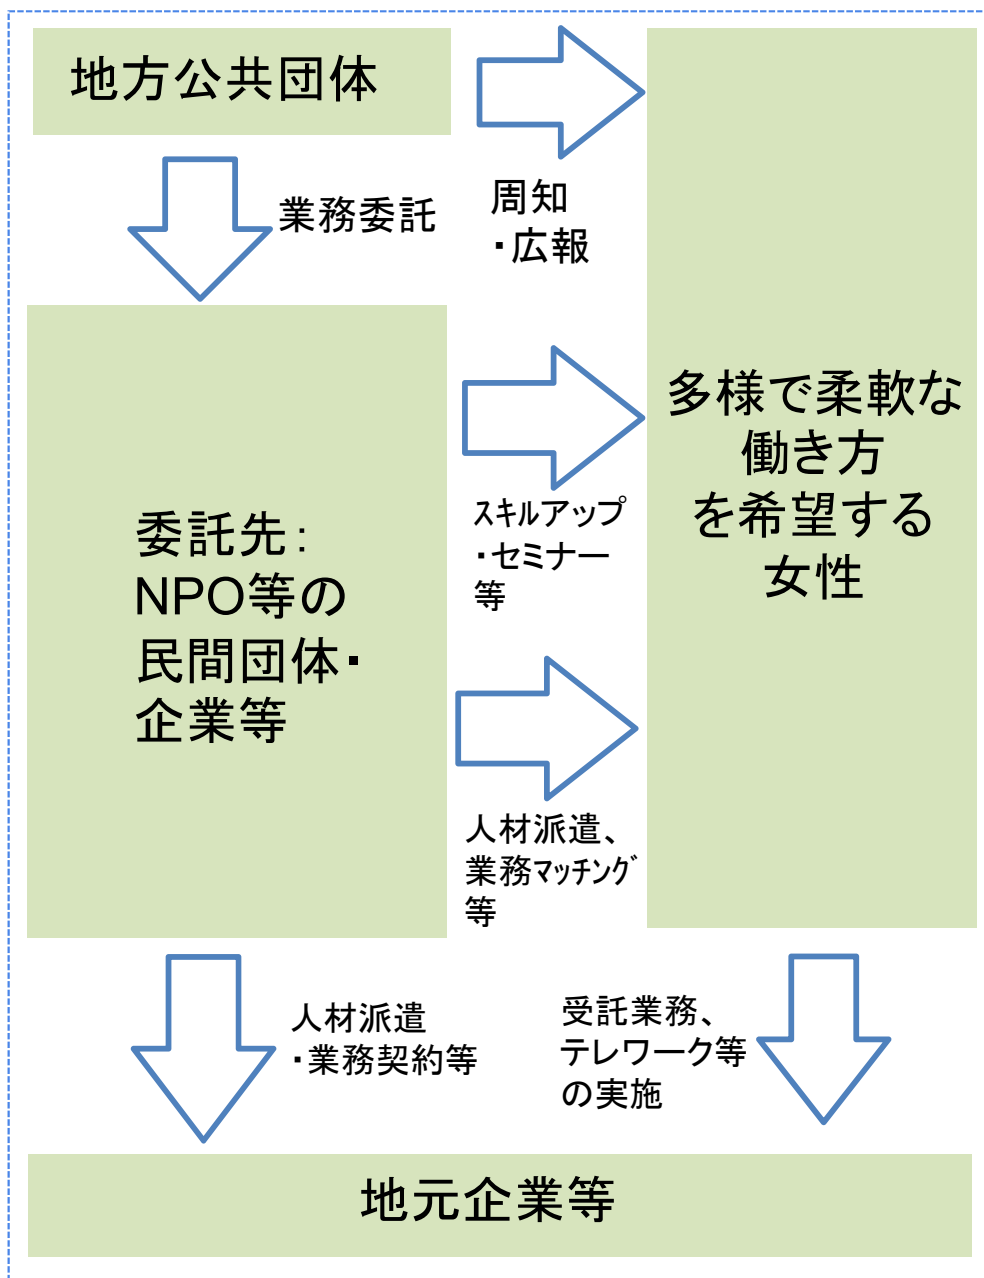 地方公共団体
業務委託
周知
・広報
委託先：
NPO等の
民間団体・
企業等
スキルアップ
・セミナー
等
人材派遣、
業務マッチング
等
多様で柔軟な
働き方
を希望する
女性
人材派遣
・業務契約等
受託業務、
テレワーク等
の実施
地元企業等